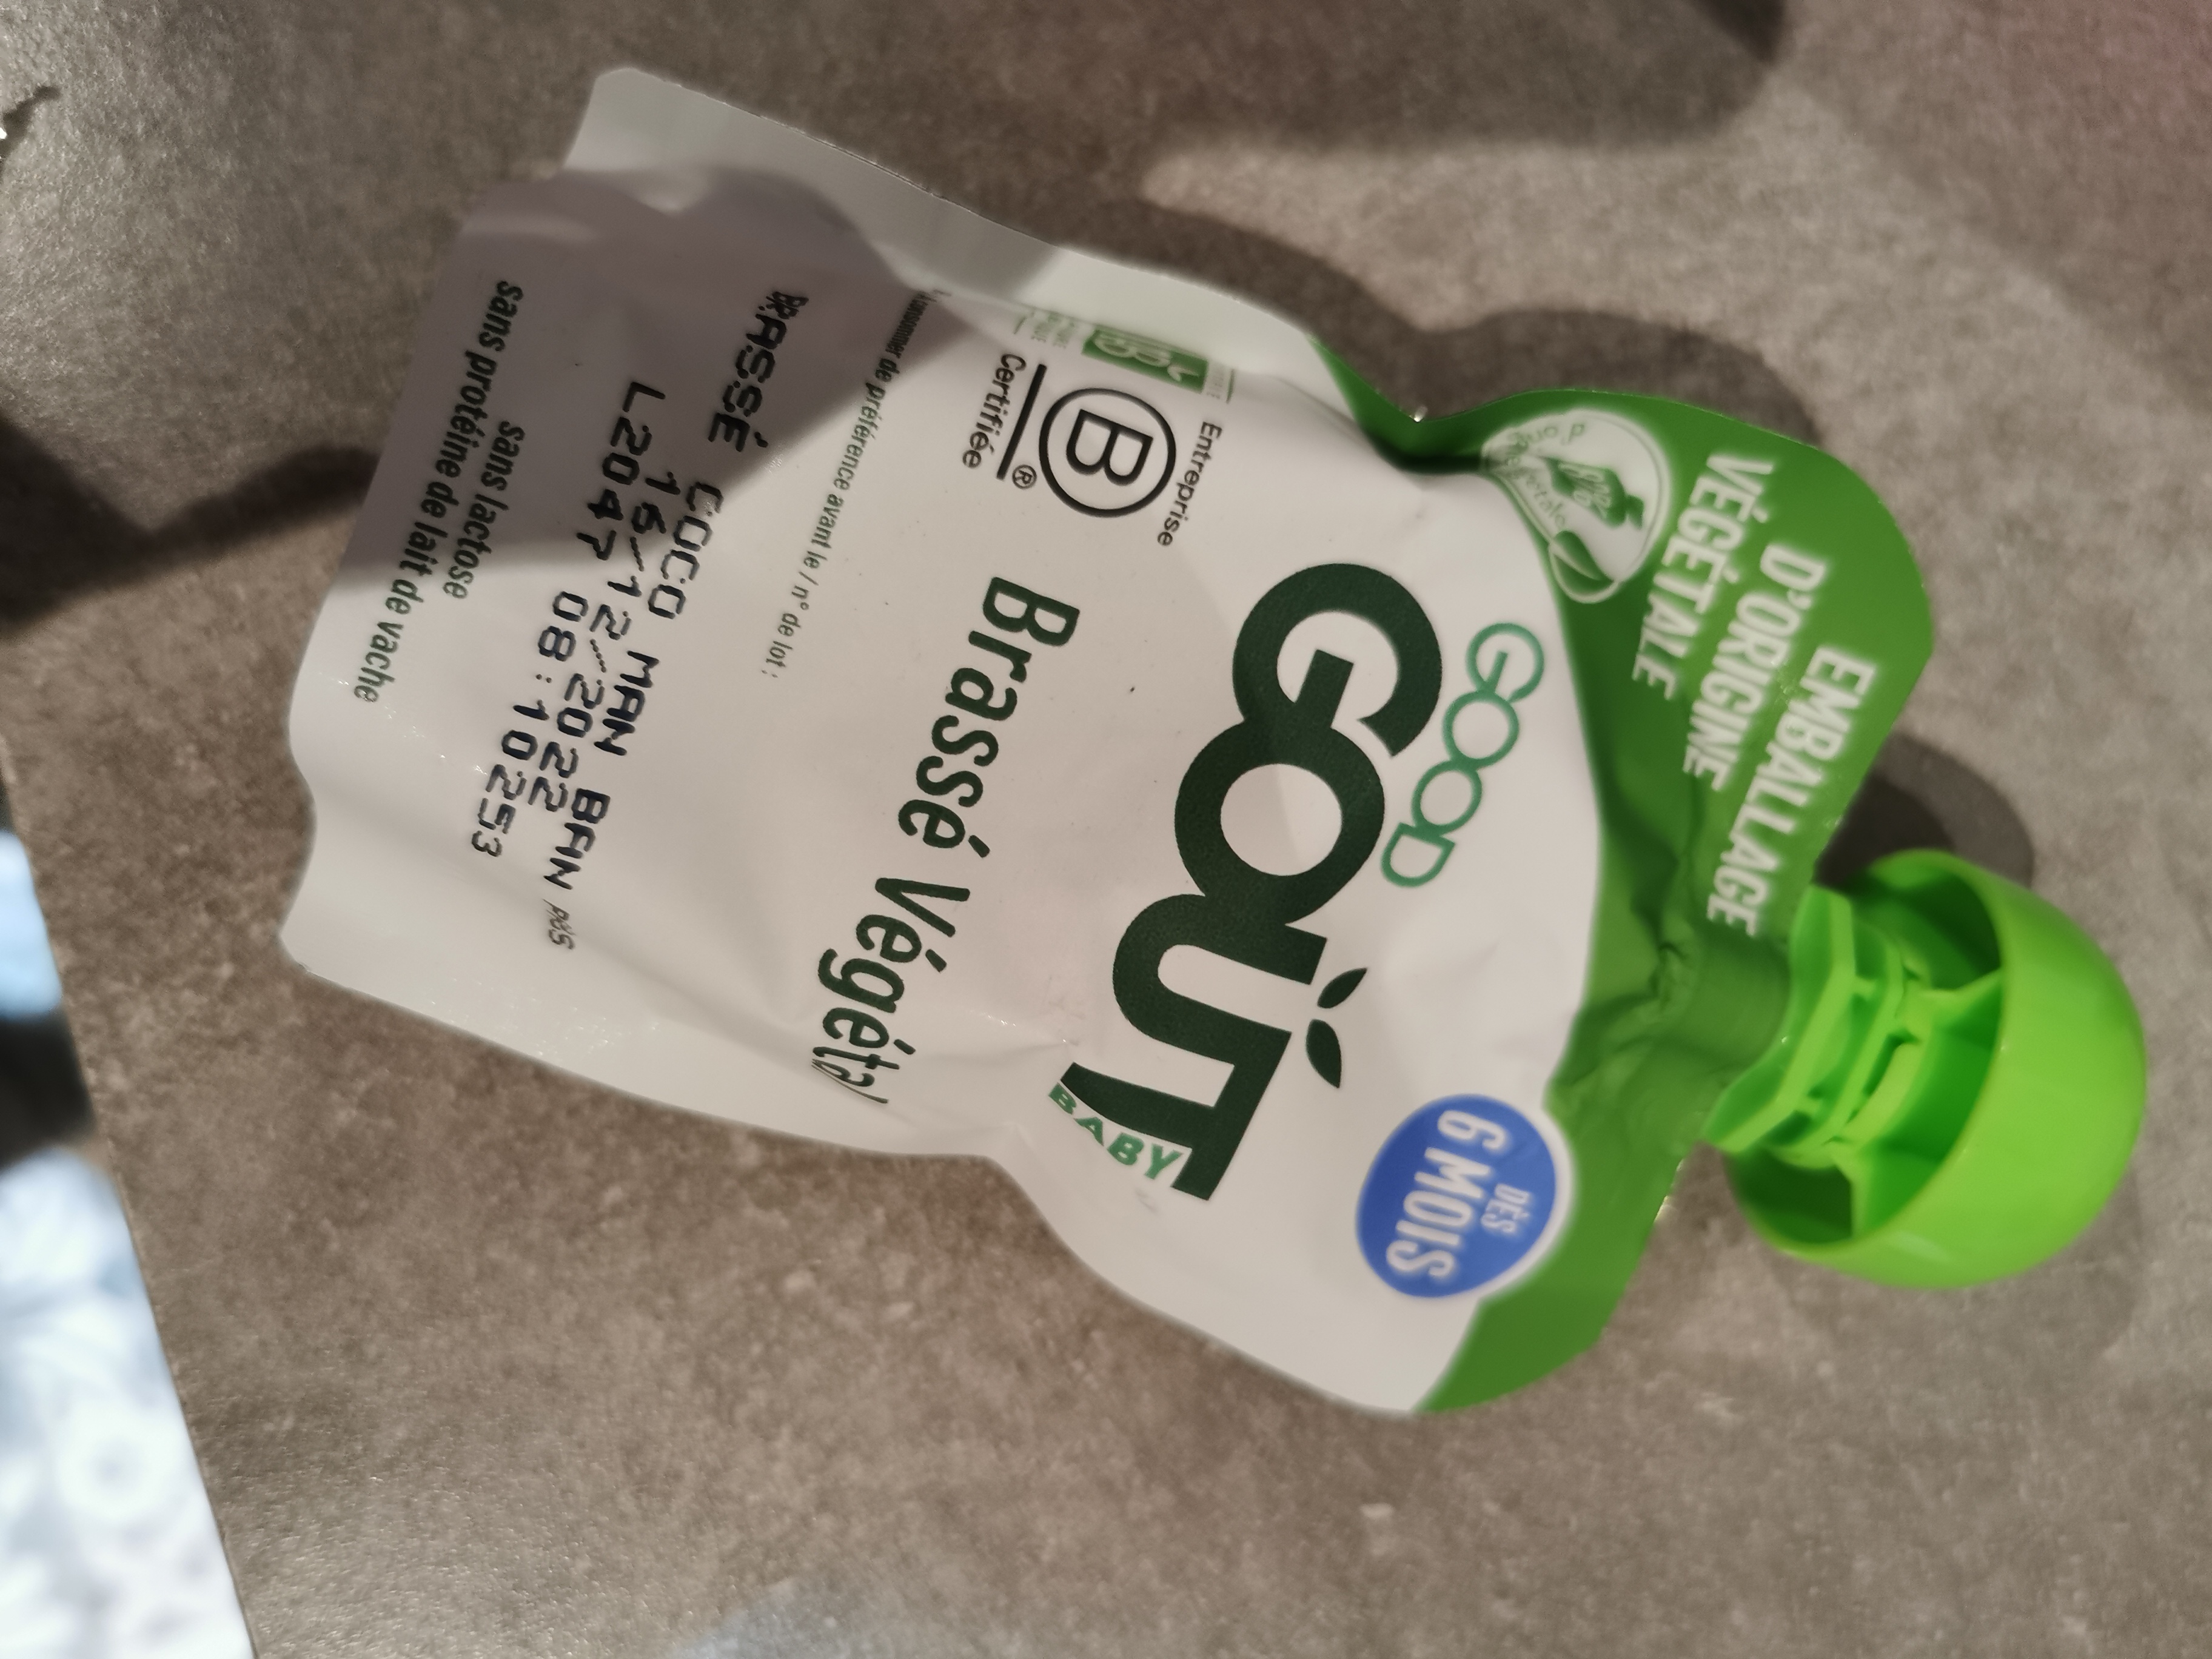 EMBALLAGE
D'ORIGINE
VÉGÉTALE
DÈS
6 MOIS
GOOD
GOUT
BABY
Entreprise
B
Certifiée
®
Brassé Végétal
consommer de préférence avant le / n° de lot :
BRASSÉ COCO MAN BAN
16/12/2022
L2047 08:10253
sans lactose
sans protéine de lait de vache